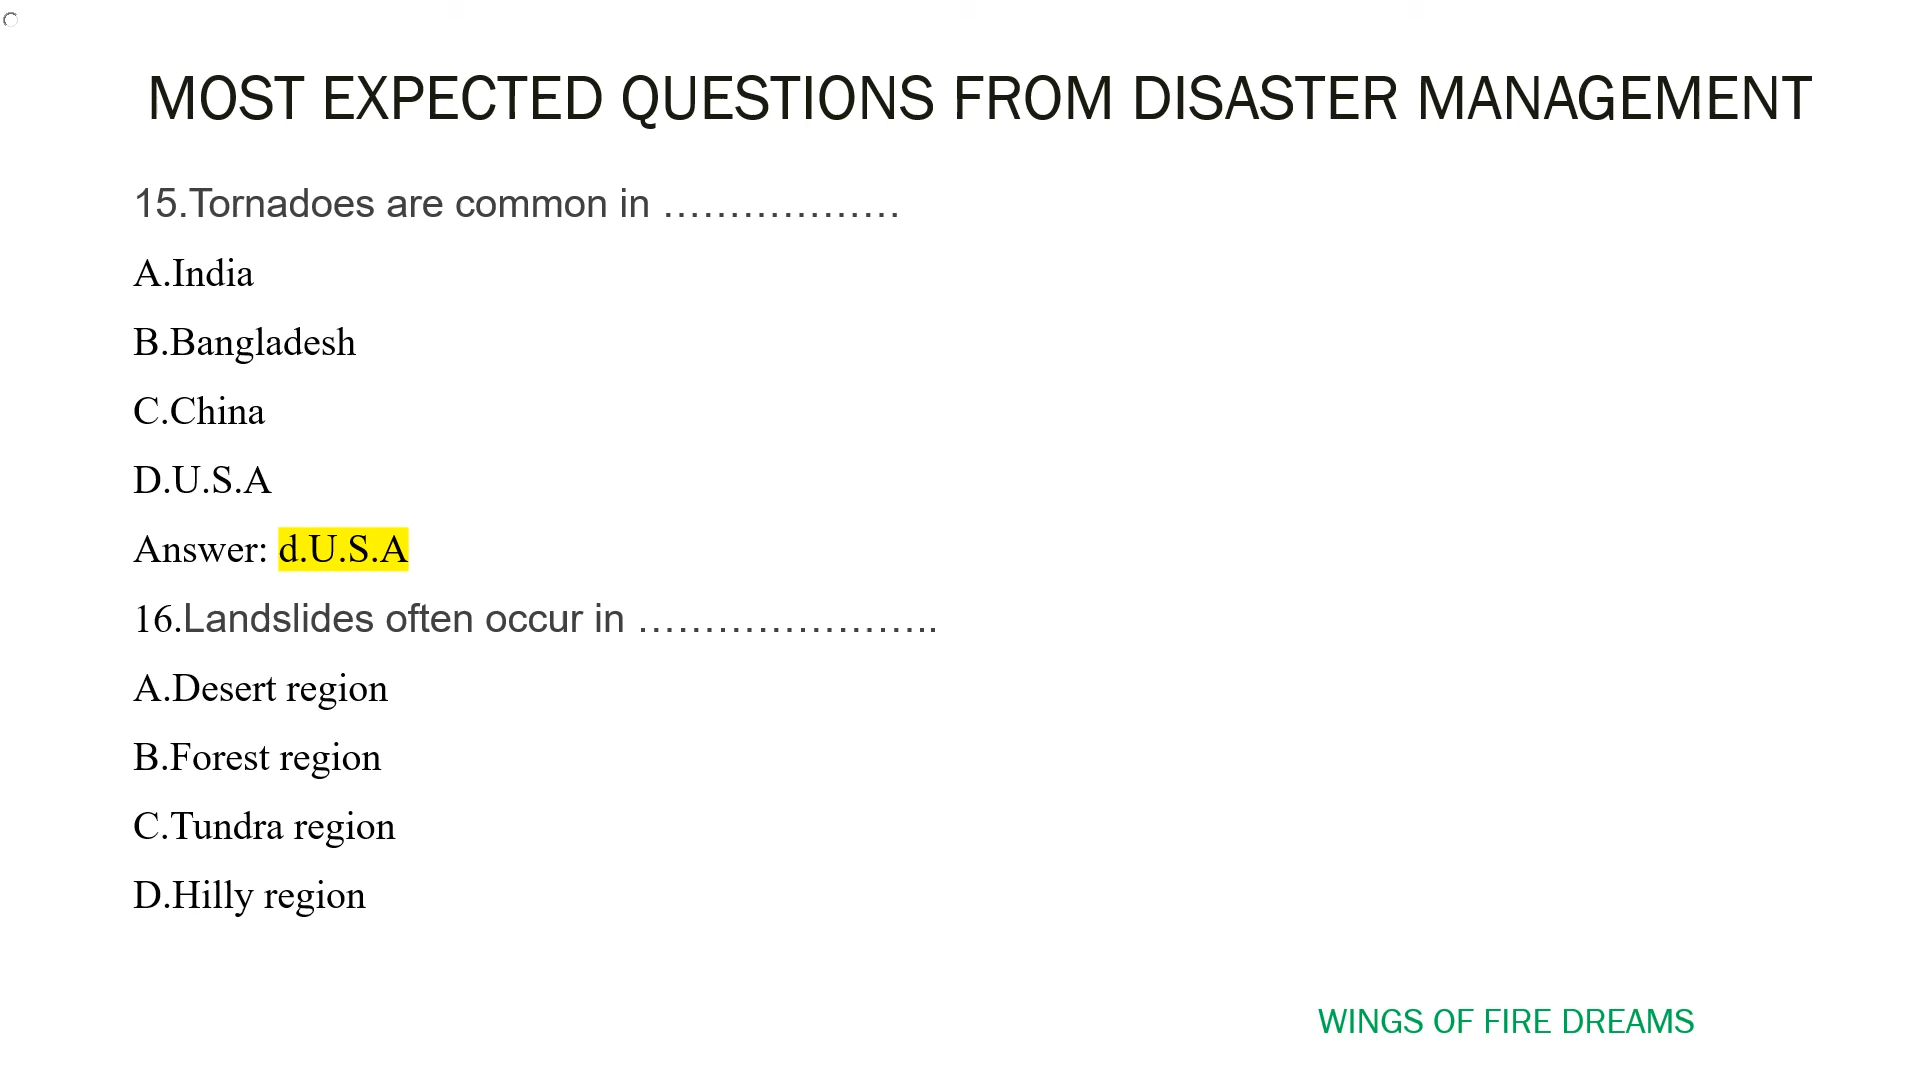 MOST EXPECTED QUESTIONS FROM DISASTER MANAGEMENT
15.Tornadoes are common in ………………
A.India
B.Bangladesh
C.China
D.U.S.A
Answer: d.U.S.A
16.Landslides often occur in …………………..
A.Desert region
B.Forest region
C.Tundra region
D.Hilly region
WINGS OF FIRE DREAMS